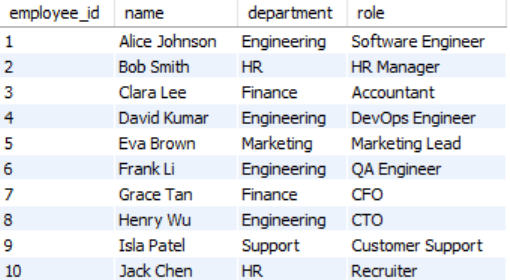 employee_id name department role
1 Alice Johnson Engineering Software Engineer
2 Bob Smith HR HR Manager
3 Clara Lee Finance Accountant
4 David Kumar Engineering DevOps Engineer
5 Eva Brown Marketing Marketing Lead
6 Frank Li Engineering QA Engineer
7 Grace Tan Finance CFO
8 Henry Wu Engineering CTO
9 Isla Patel Support Customer Support
10 Jack Chen HR Recruiter